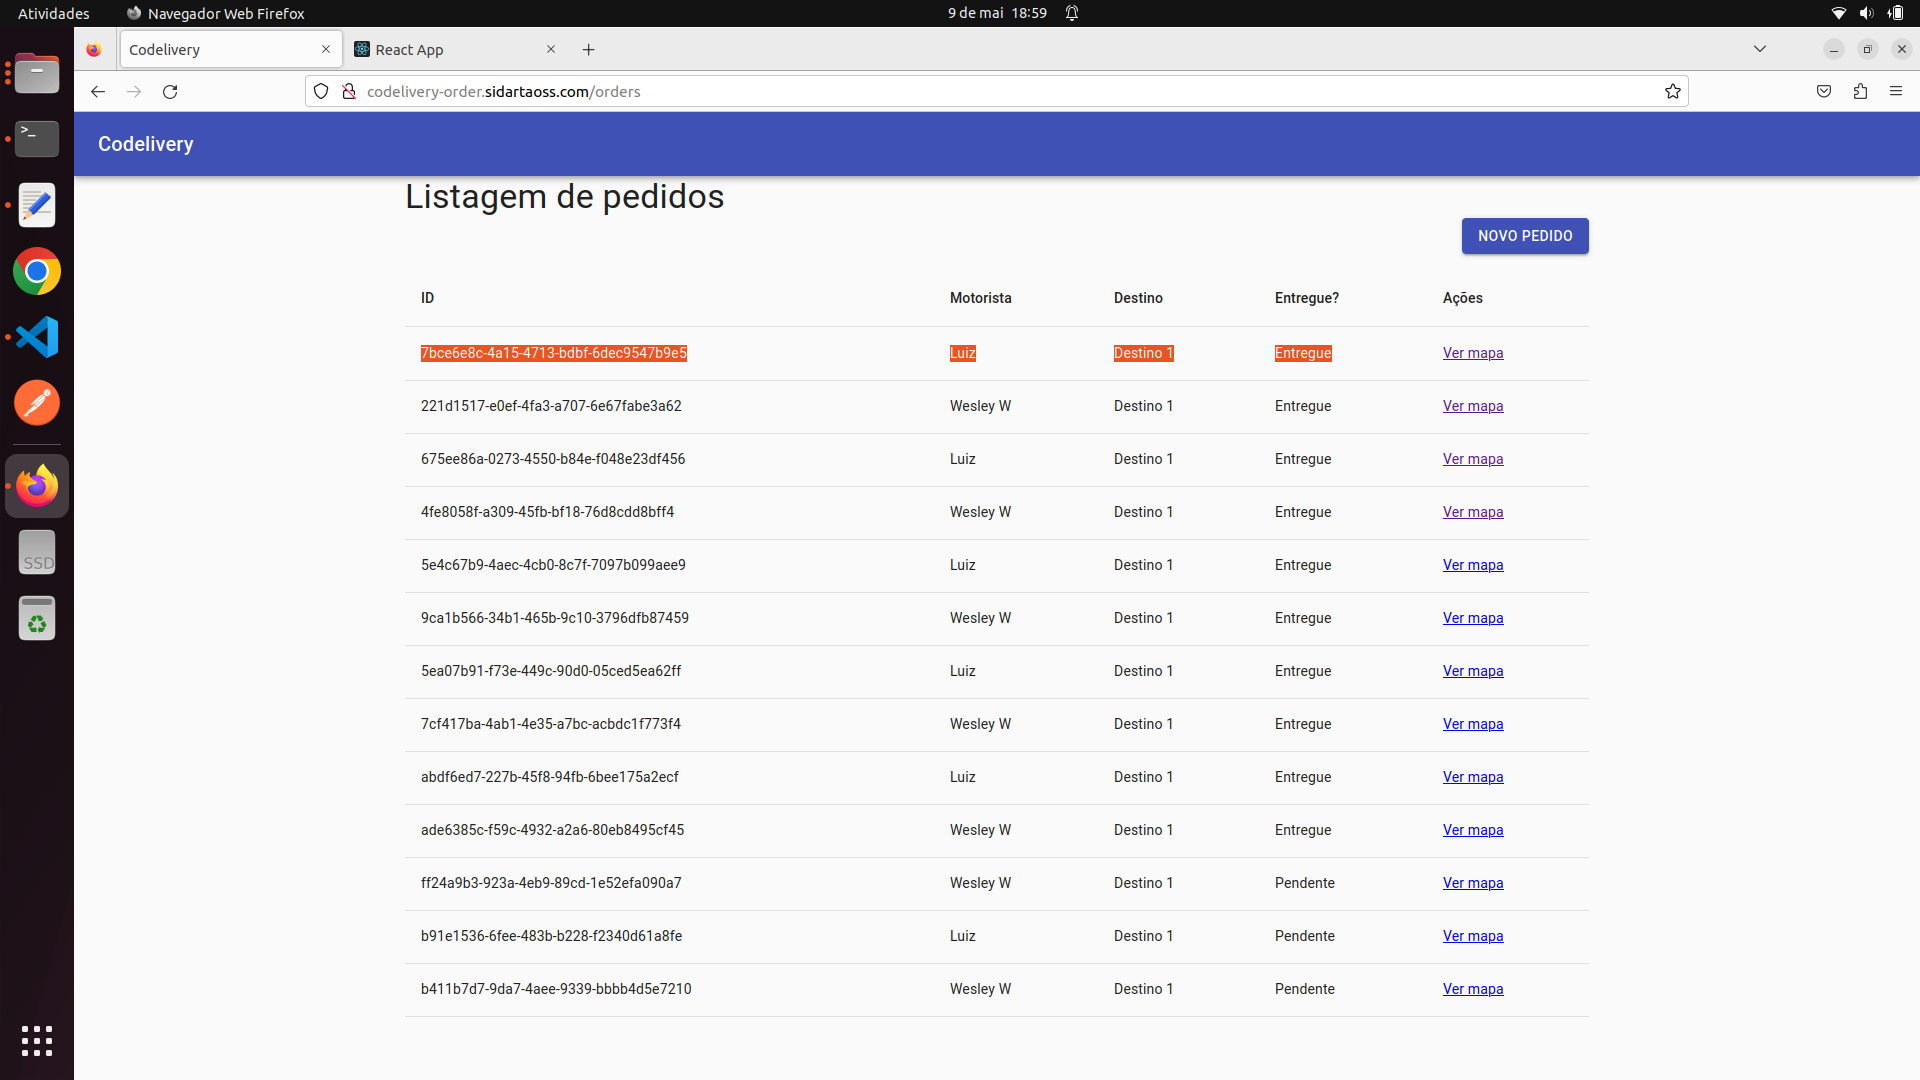 Atividades Navegador Web Firefox 9 de mai 18:59
Codelivery React App
codelivery-order.sidartaoss.com/orders
Codelivery
Listagem de pedidos
NOVO PEDIDO
ID Motorista Destino Entregue? Ações
7bce6e8c-4a15-4713-bdbf-6dec9547b9e5 Luiz Destino 1 Entregue Ver mapa
221d1517-e0ef-4fa3-a707-6e67fabe3a62 Wesley W Destino 1 Entregue Ver mapa
675ee86a-0273-4550-b84e-f048e23df456 Luiz Destino 1 Entregue Ver mapa
4fe8058f-a309-45fb-bf18-76d8cdd8bff4 Wesley W Destino 1 Entregue Ver mapa
5e4c67b9-4aec-4cb0-8c7f-7097b099aee9 Luiz Destino 1 Entregue Ver mapa
9ca1b566-34b1-465b-9c10-3796dfb87459 Wesley W Destino 1 Entregue Ver mapa
5ea07b91-f73e-449c-90d0-05ced5ea62ff Luiz Destino 1 Entregue Ver mapa
7cf417ba-4ab1-4e35-a7bc-acbdc1f773f4 Wesley W Destino 1 Entregue Ver mapa
abdf6ed7-227b-45f8-94fb-6bee175a2ecf Luiz Destino 1 Entregue Ver mapa
ade6385c-f59c-4932-a2a6-80eb8495cf45 Wesley W Destino 1 Entregue Ver mapa
ff24a9b3-923a-4eb9-89cd-1e52efa090a7 Wesley W Destino 1 Pendente Ver mapa
b91e1536-6fee-483b-b228-f2340d61a8fe Luiz Destino 1 Pendente Ver mapa
b411b7d7-9da7-4aee-9339-bbbb4d5e7210 Wesley W Destino 1 Pendente Ver mapa
>_
SSD